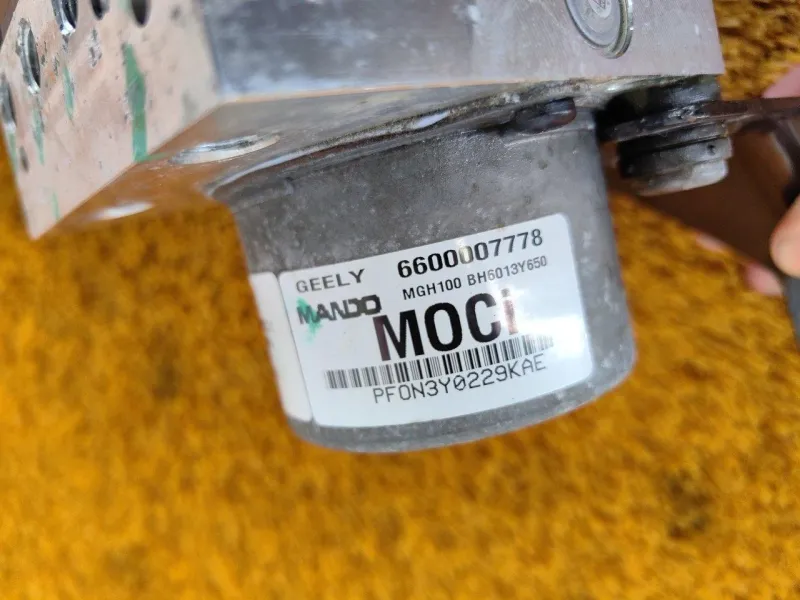 GEELY 6600007778
MANDO MGH100 BH6013Y650
MOCi
PF0N3Y0229KAE